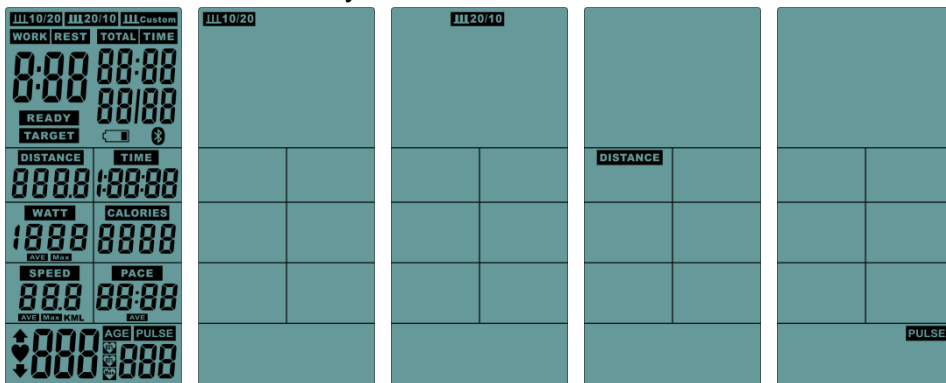 10/20 20/10 Custom
WORK REST TOTAL TIME
8:88 88:88
88|88
READY
TARGET
DISTANCE TIME
888.8 1:88:88
WATT CALORIES
1888 8888
AVE Max
SPEED PACE
88.8 88:88
AVE Max KML AVE
AGE PULSE
888 888
10/20
20/10
DISTANCE
PULSE